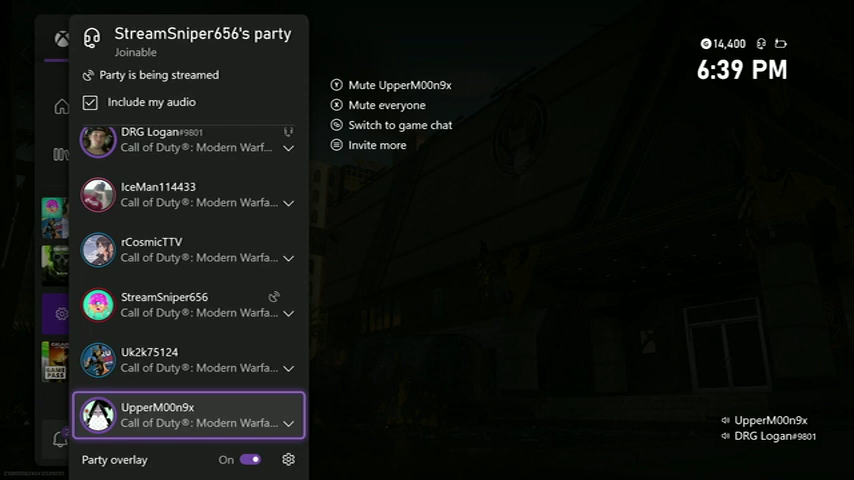 StreamSniper656's party
Joinable
Party is being streamed
Include my audio
DRG Logan#9801
Call of Duty®: Modern Warf...
IceMan114433
Call of Duty®: Modern Warfa...
rCosmicTTV
Call of Duty®: Modern Warfa...
StreamSniper656
Call of Duty®: Modern Warfa...
Uk2k75124
Call of Duty®: Modern Warfa...
UpperM00n9x
Call of Duty®: Modern Warfa...
Party overlay On
Y Mute UpperM00n9x
X Mute everyone
Switch to game chat
Invite more
G 14,400
6:39 PM
GAME PASS
UpperM00n9x
DRG Logan#9801